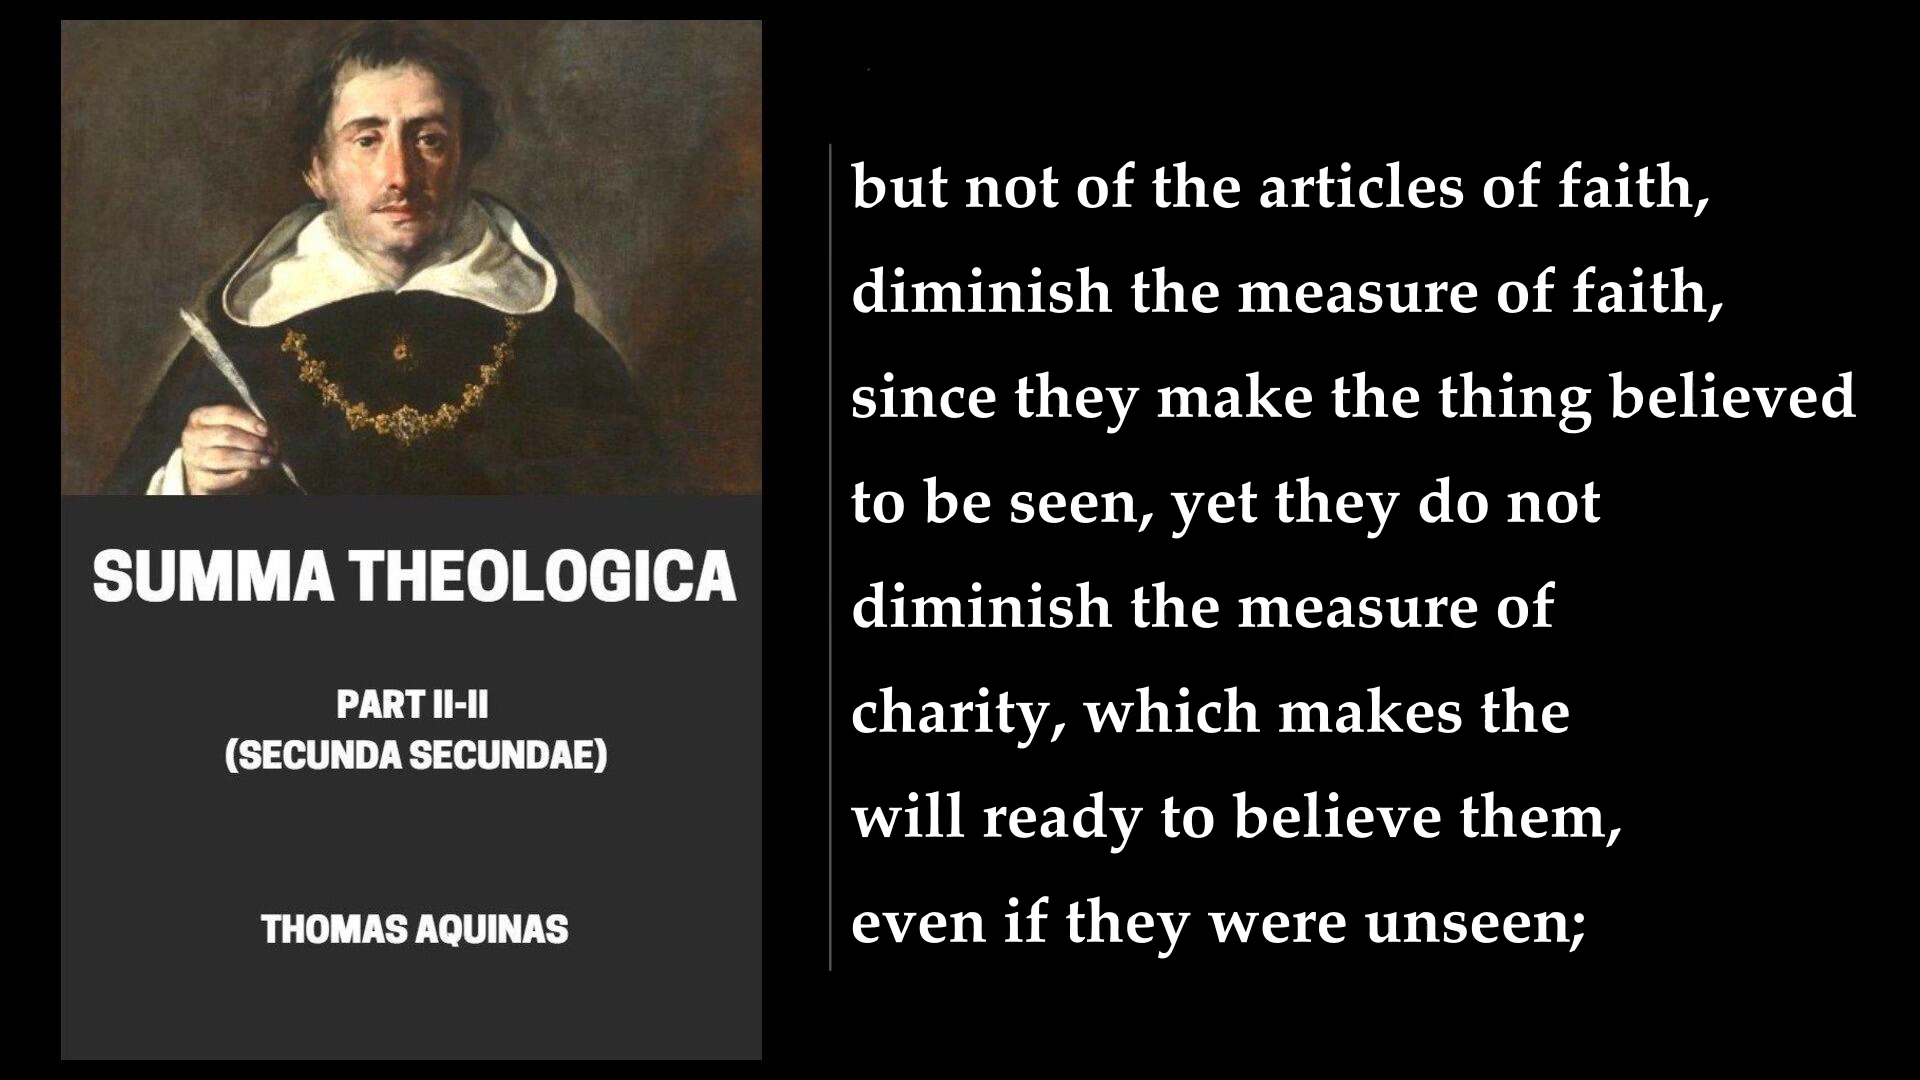 SUMMA THEOLOGICA
PART II-II
(SECUNDA SECUNDAE)
THOMAS AQUINAS
but not of the articles of faith,
diminish the measure of faith,
since they make the thing believed
to be seen, yet they do not
diminish the measure of
charity, which makes the
will ready to believe them,
even if they were unseen;